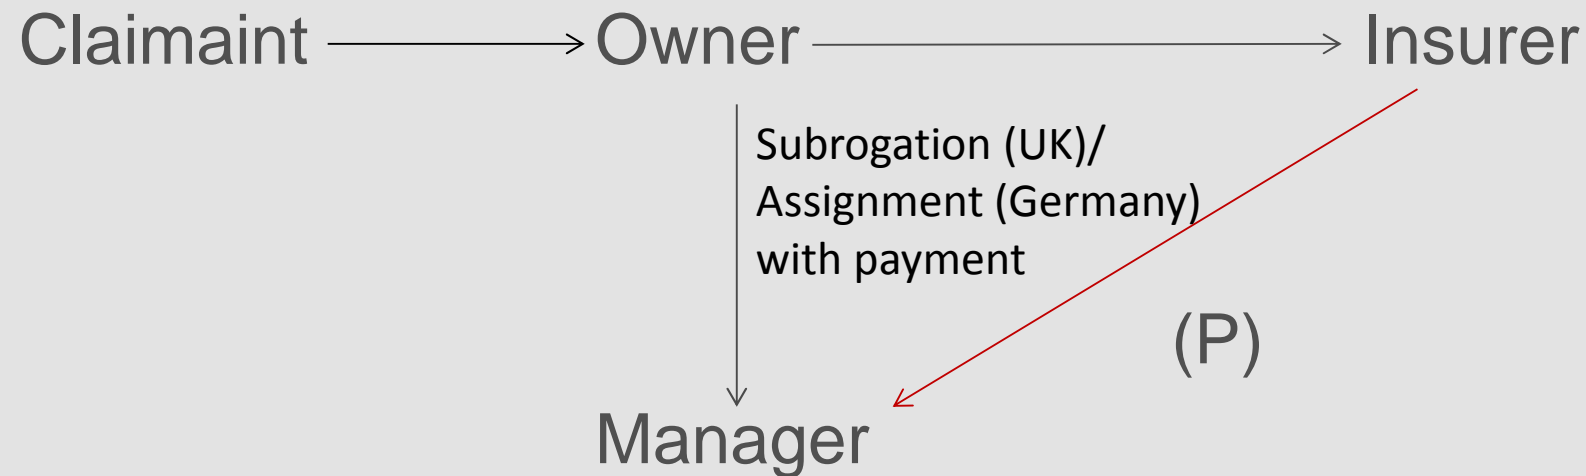 Claimaint
Owner
Insurer
Subrogation (UK)/
Assignment (Germany)
with payment
(P)
Manager